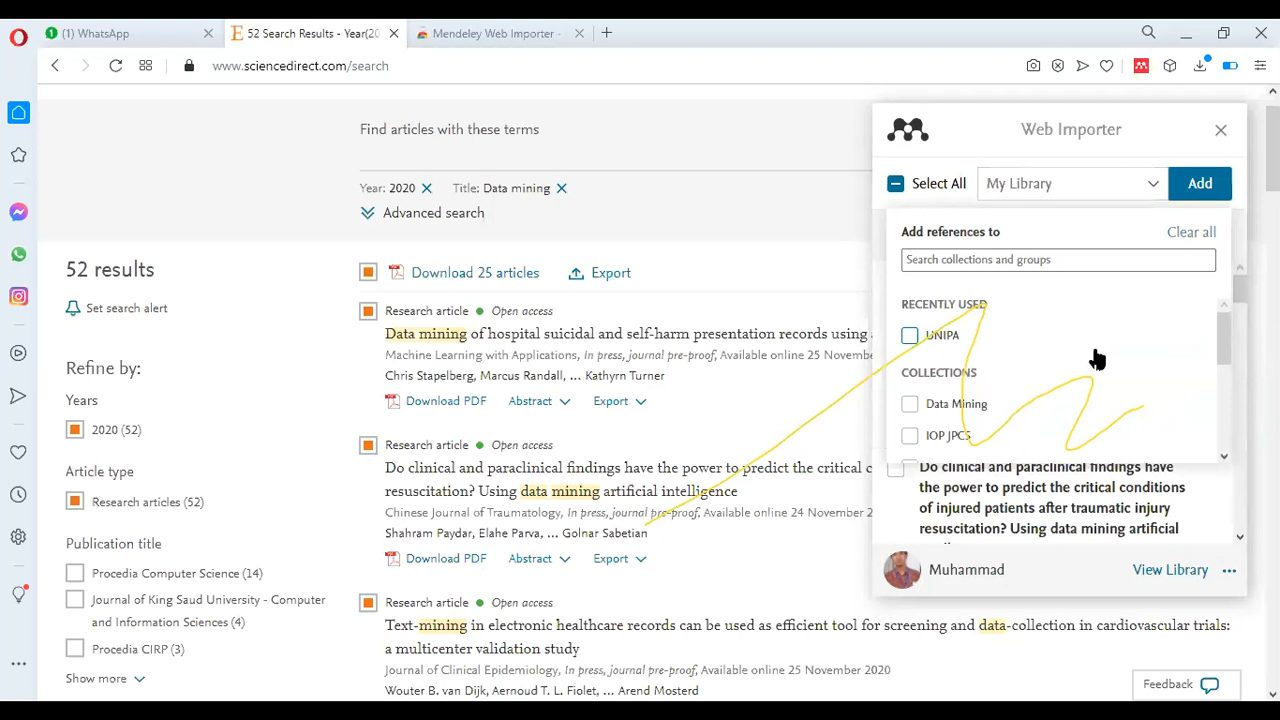 (1) WhatsApp
52 Search Results - Year(20
Mendeley Web Importer -
www.sciencedirect.com/search
Find articles with these terms
Year: 2020
Title: Data mining
Advanced search
52 results
Set search alert
Refine by:
Years
2020 (52)
Article type
Research articles (52)
Publication title
Procedia Computer Science (14)
Journal of King Saud University - Computer
and Information Sciences (4)
Procedia CIRP (3)
Show more
Download 25 articles
Export
Research article
Open access
Data mining of hospital suicidal and self-harm presentation records using
Machine Learning with Applications, In press, journal pre-proof, Available online 25 November
Chris Stapelberg, Marcus Randall, ... Kathyrn Turner
Download PDF
Abstract
Export
Research article
Open access
Do clinical and paraclinical findings have the power to predict the critical c
resuscitation? Using data mining artificial intelligence
Chinese Journal of Traumatology, In press, journal pre-proof, Available online 24 November 2
Shahram Paydar, Elahe Parva, ... Golnar Sabetian
Download PDF
Abstract
Export
Research article
Open access
Text-mining in electronic healthcare records can be used as efficient tool for screening and data-collection in cardiovascular trials:
a multicenter validation study
Journal of Clinical Epidemiology, In press, journal pre-proof, Available online 25 November 2020
Wouter B. van Dijk, Aernoud T. L. Fiolet, ... Arend Mosterd
Web Importer
Select All
My Library
Add
Add references to
Clear all
Search collections and groups
RECENTLY USED
UNIPA
COLLECTIONS
Data Mining
IOP JPCS
Do clinical and paraclinical findings have
the power to predict the critical conditions
of injured patients after traumatic injury
resuscitation? Using data mining artificial
Muhammad
View Library
Feedback